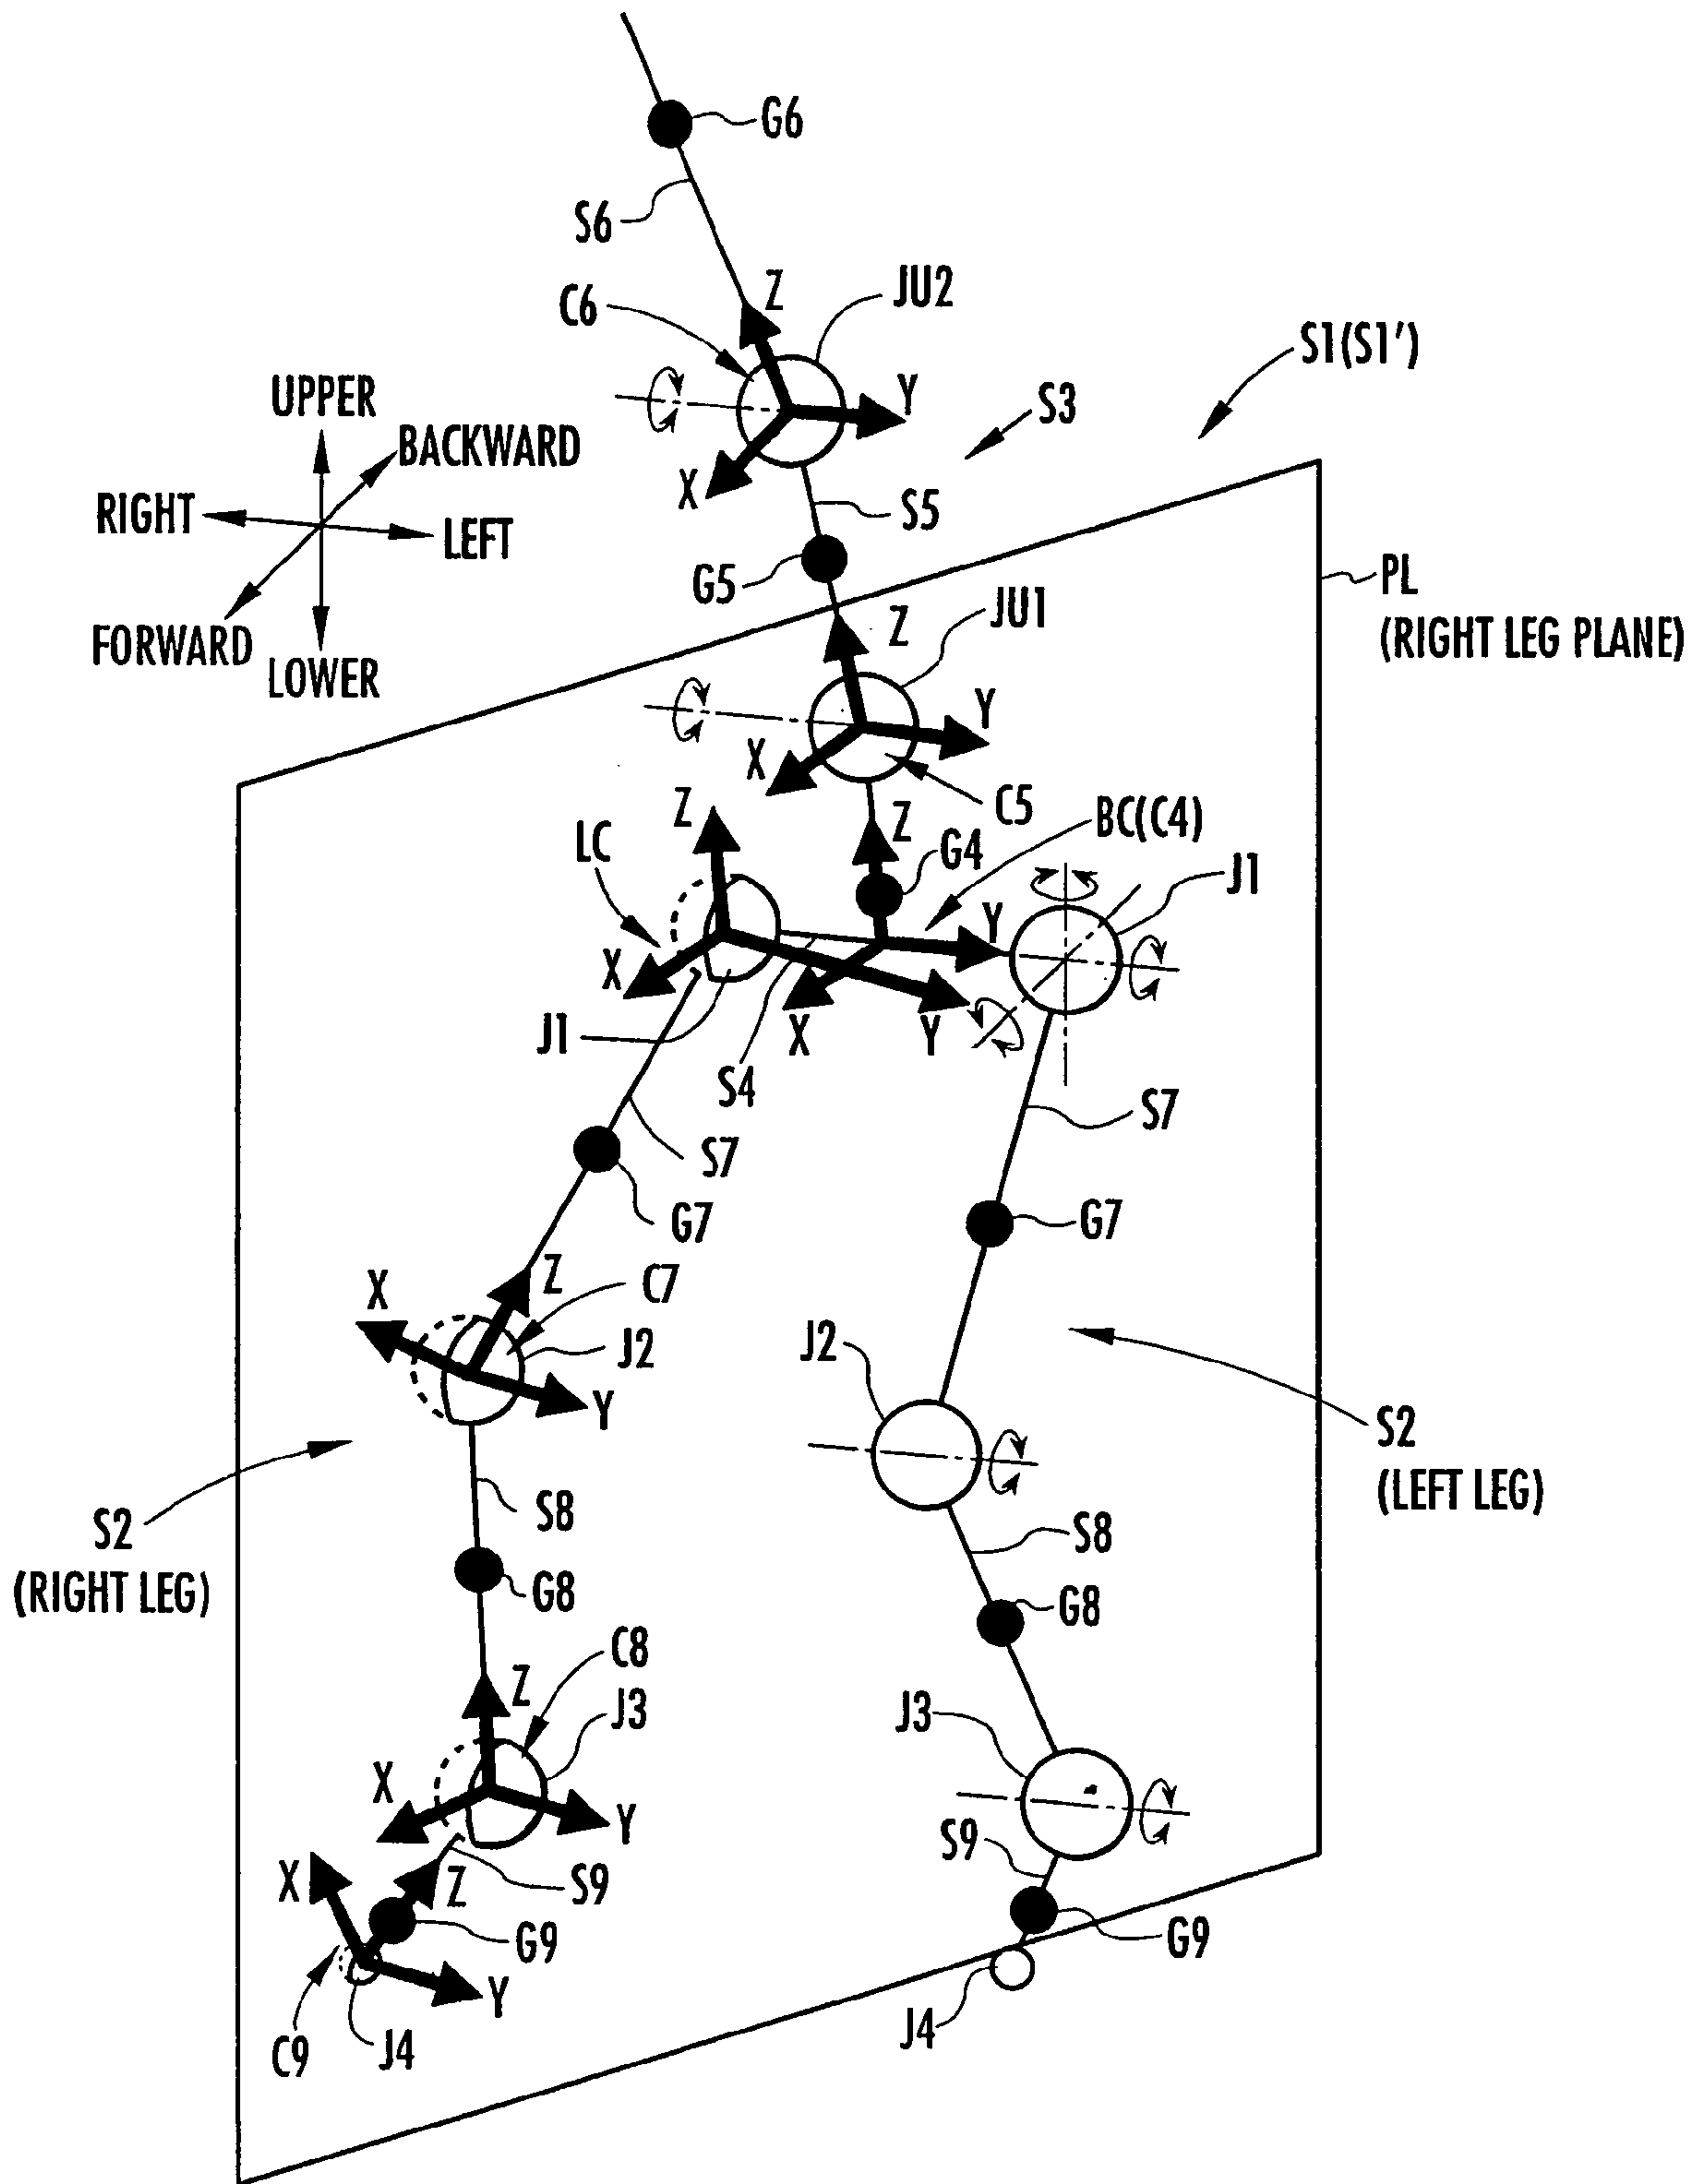 G6
S6
Z
C6
JU2
S1(S1')
UPPER
Y
BACKWARD
S3
X
RIGHT
LEFT
S5
PL
G5
(RIGHT LEG PLANE)
FORWARD
LOWER
Z
JU1
Y
X
Z
C5
BC(C4)
LC
Z
G4
J1
Y
X
J1
X
Y
S4
S7
S7
G7
G7
Z
X
C7
J2
J2
Y
S2
(LEFT LEG)
S8
S2
(RIGHT LEG)
S8
G8
G8
C8
Z
J3
J3
X
Y
S9
X
Z
S9
G9
G9
Y
J4
C9
J4